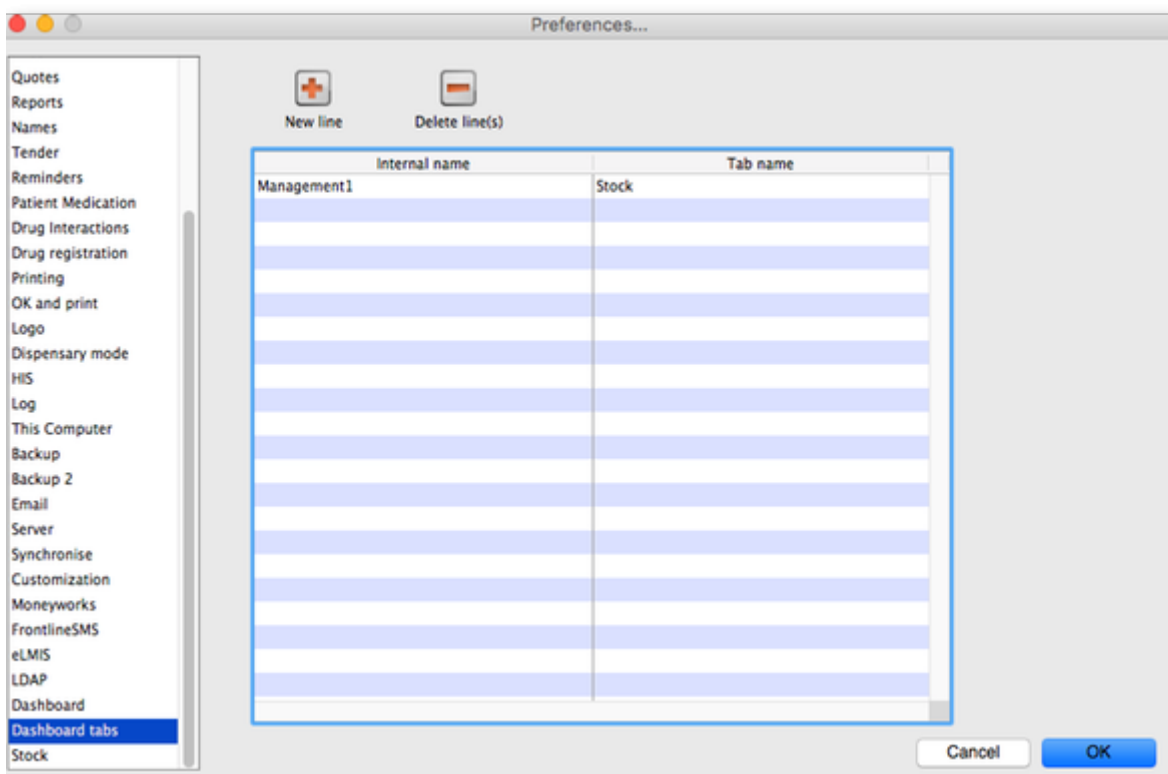 Preferences...
Quotes
Reports
Names
Tender
Reminders
Patient Medication
Drug Interactions
Drug registration
Printing
OK and print
Logo
Dispensary mode
HIS
Log
This Computer
Backup
Backup 2
Email
Server
Synchronise
Customization
Moneyworks
FrontlineSMS
eLMIS
LDAP
Dashboard
Dashboard tabs
Stock
New line Delete line(s)
Internal name Tab name
Management1 Stock
Cancel OK